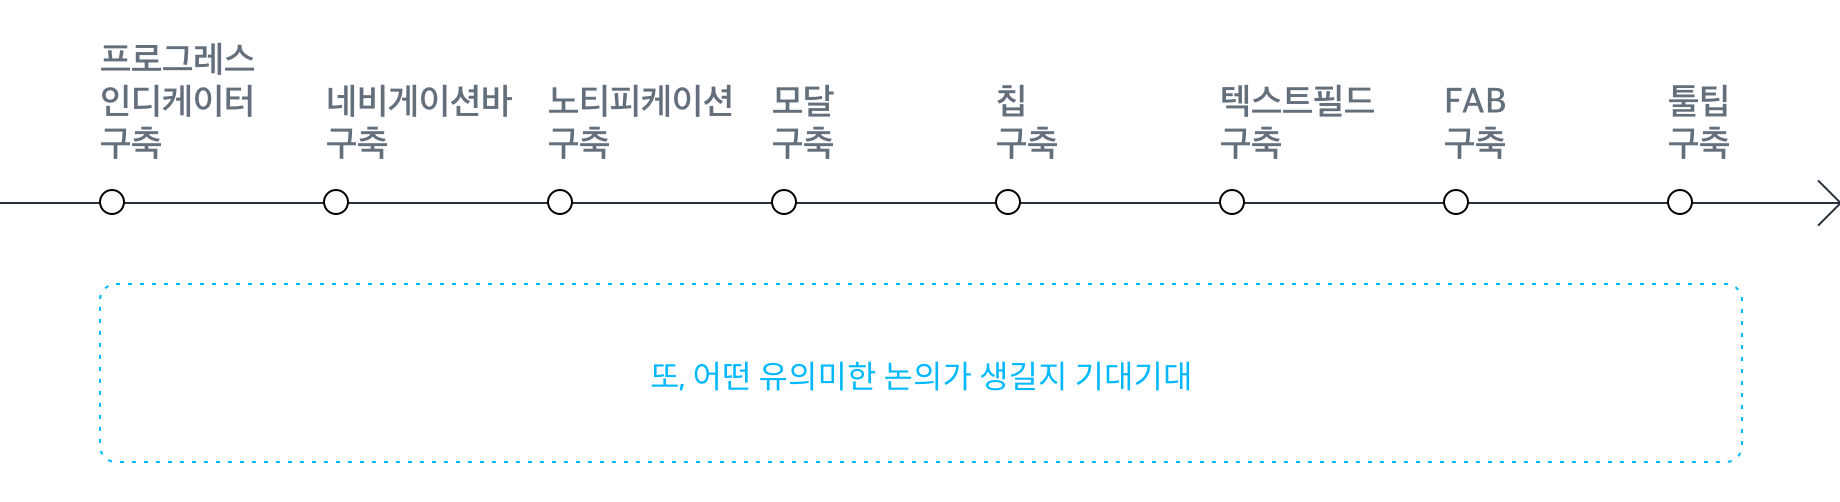 프로그레스
인디케이터
구축
네비게이션바
구축
노티피케이션
구축
모달
구축
칩
구축
텍스트필드
구축
FAB
구축
툴팁
구축
또, 어떤 유의미한 논의가 생길지 기대기대